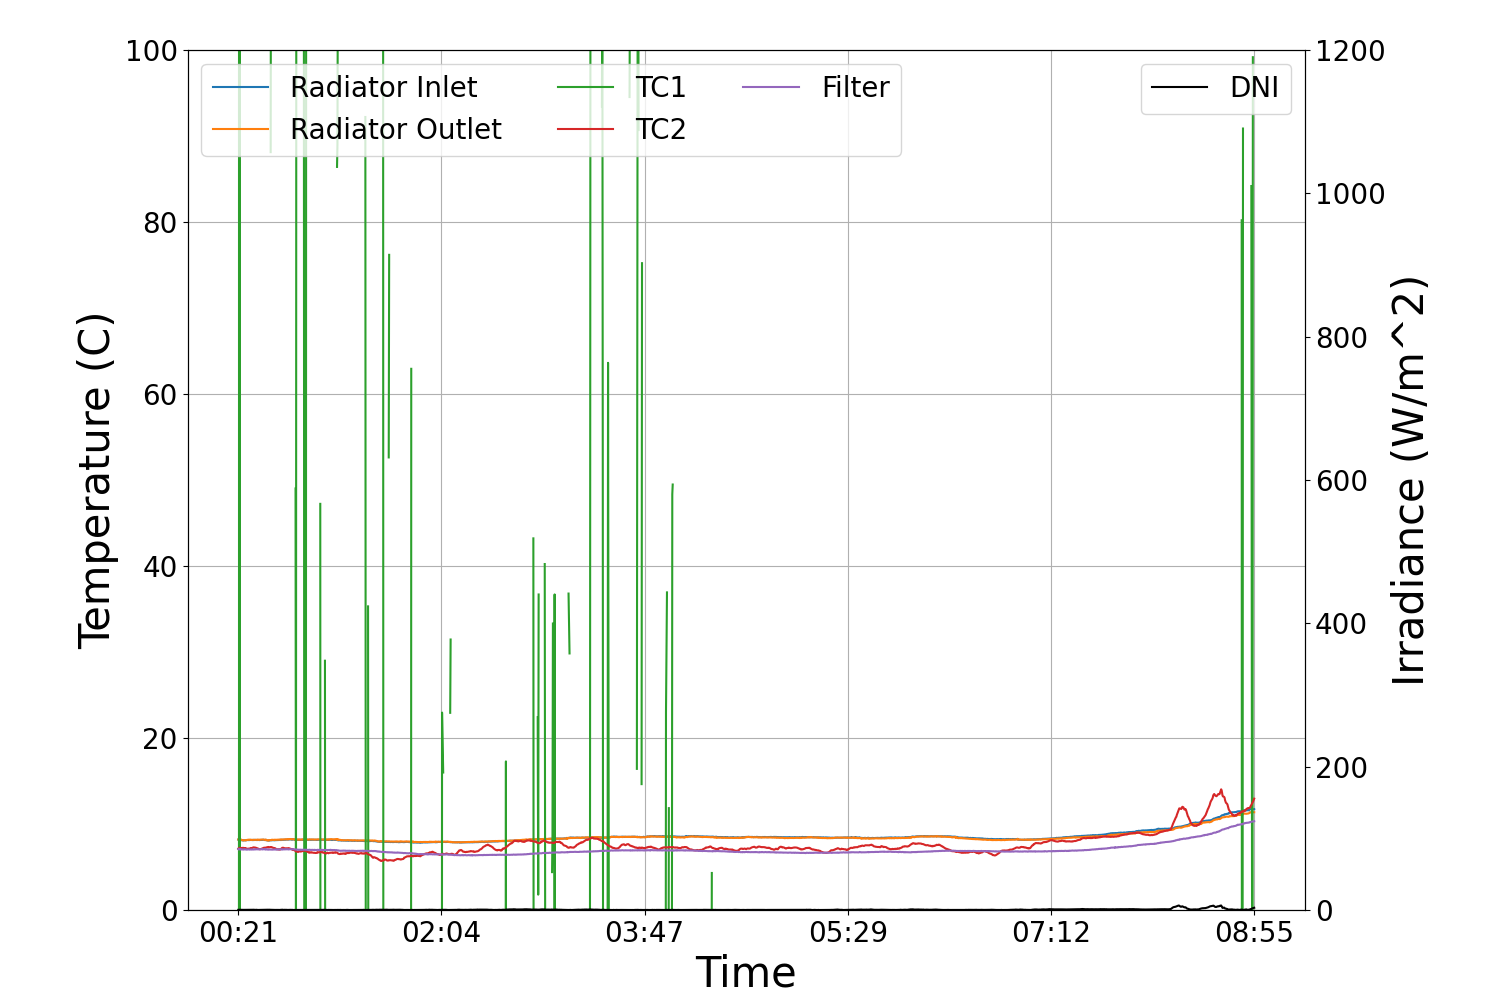 100
80
60
40
20
0
Temperature (C)
Radiator Inlet
Radiator Outlet
TC1
TC2
Filter
DNI
1200
1000
800
600
400
200
0
Irradiance (W/m^2)
00:21
02:04
03:47
05:29
07:12
08:55
Time